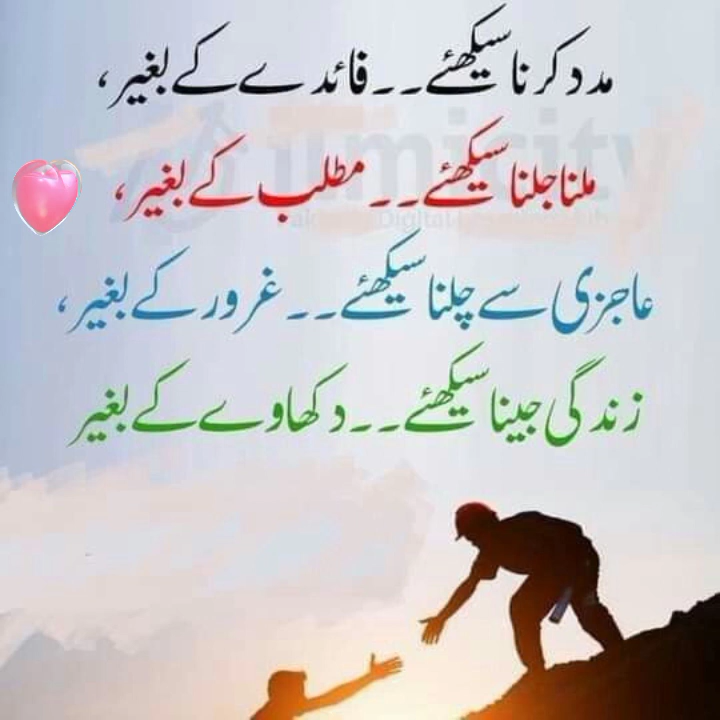 مدد کرنا سیکھئے۔۔فائدے کے بغیر،
ملنا جلنا سیکھئے۔۔مطلب کے بغیر،
عاجزی سے چلنا سیکھئے۔۔غرور کے بغیر،
زندگی جینا سیکھئے۔۔دکھاوے کے بغیر
ilmicity